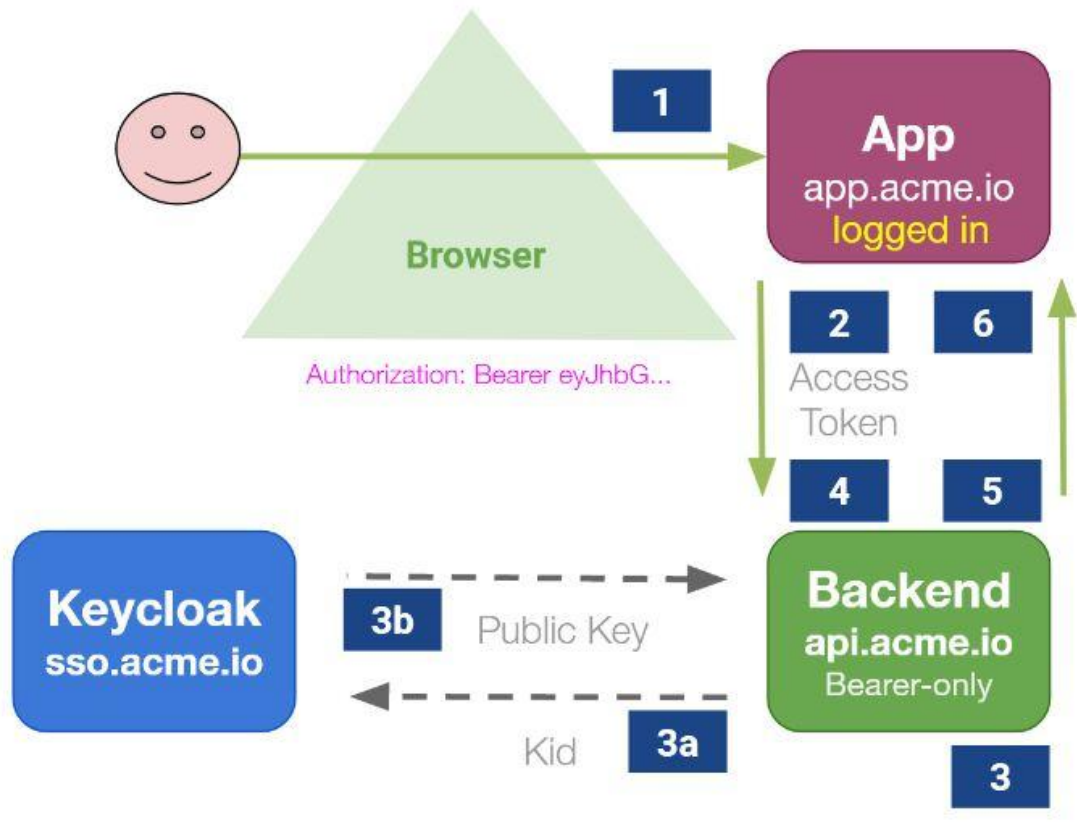 1
App
app.acme.io
logged in
Browser
Authorization: Bearer eyJhbG...
2
6
Access
Token
4
5
Keycloak
sso.acme.io
3b
Public Key
Kid
3a
Backend
api.acme.io
Bearer-only
3